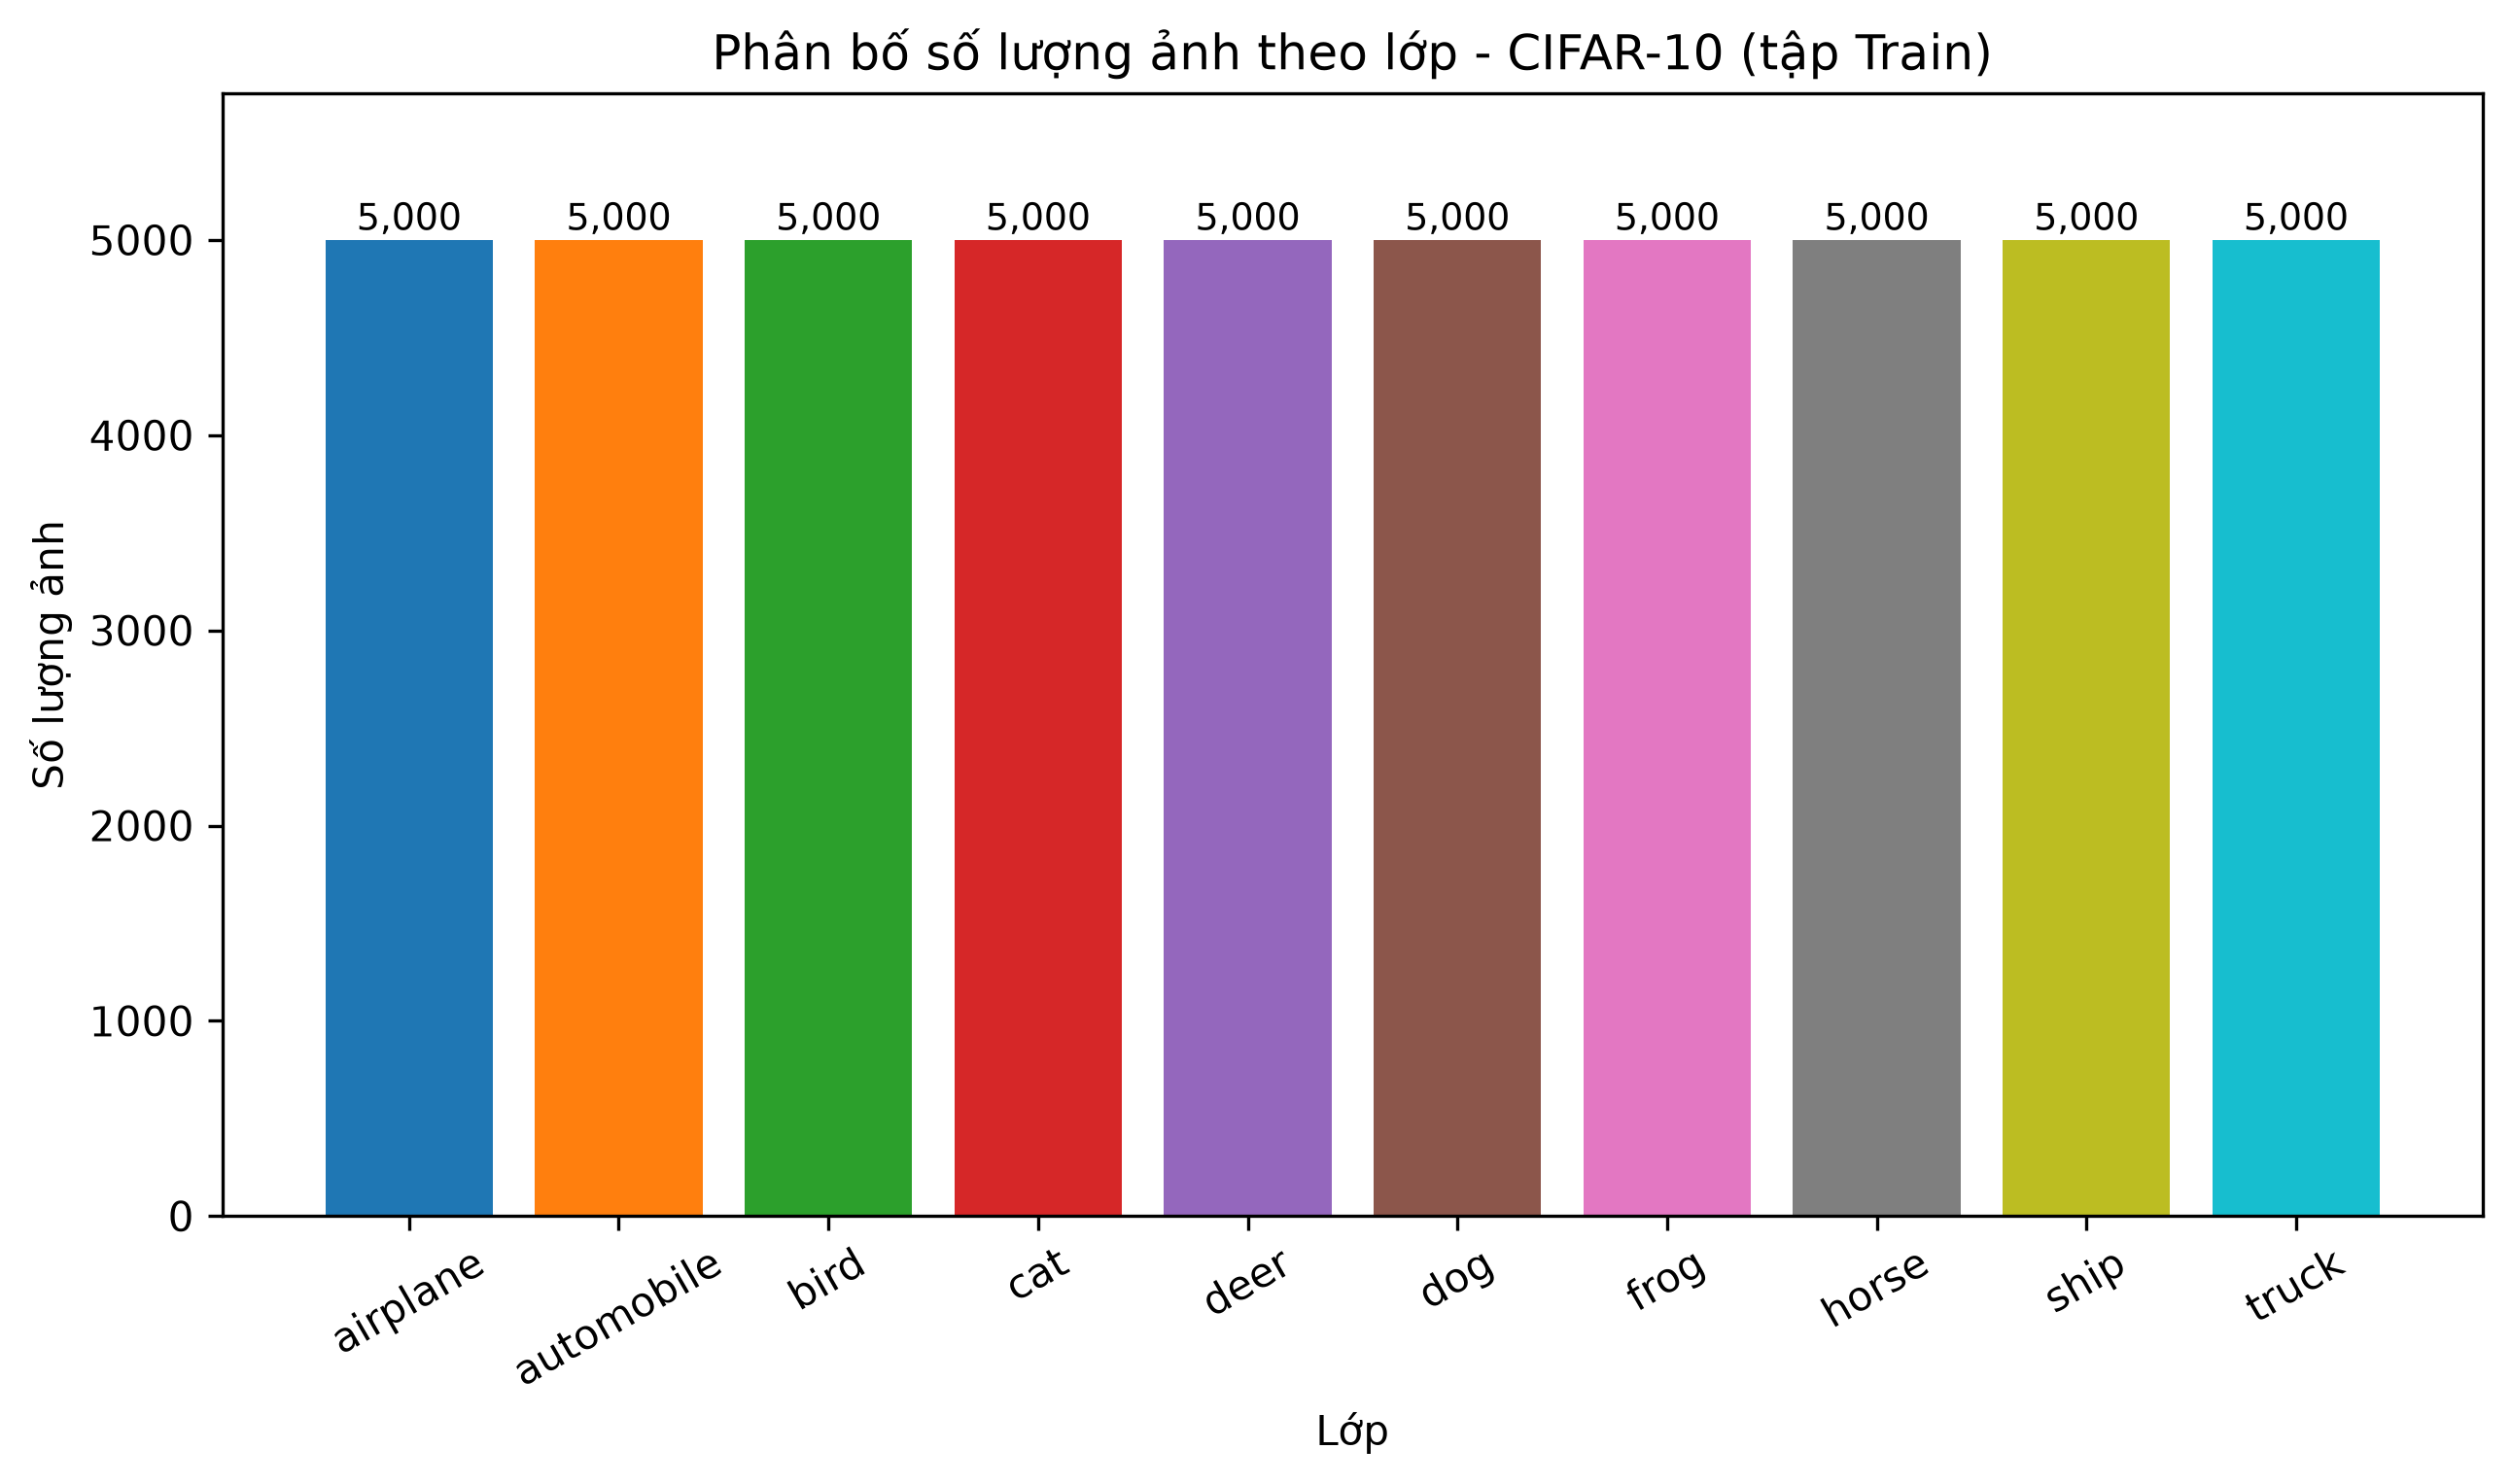 Phân bố số lượng ảnh theo lớp - CIFAR-10 (tập Train)
5,000 5,000 5,000 5,000 5,000 5,000 5,000 5,000 5,000 5,000
Số lượng ảnh
5000
4000
3000
2000
1000
0
airplane automobile bird cat deer dog frog horse ship truck
Lớp